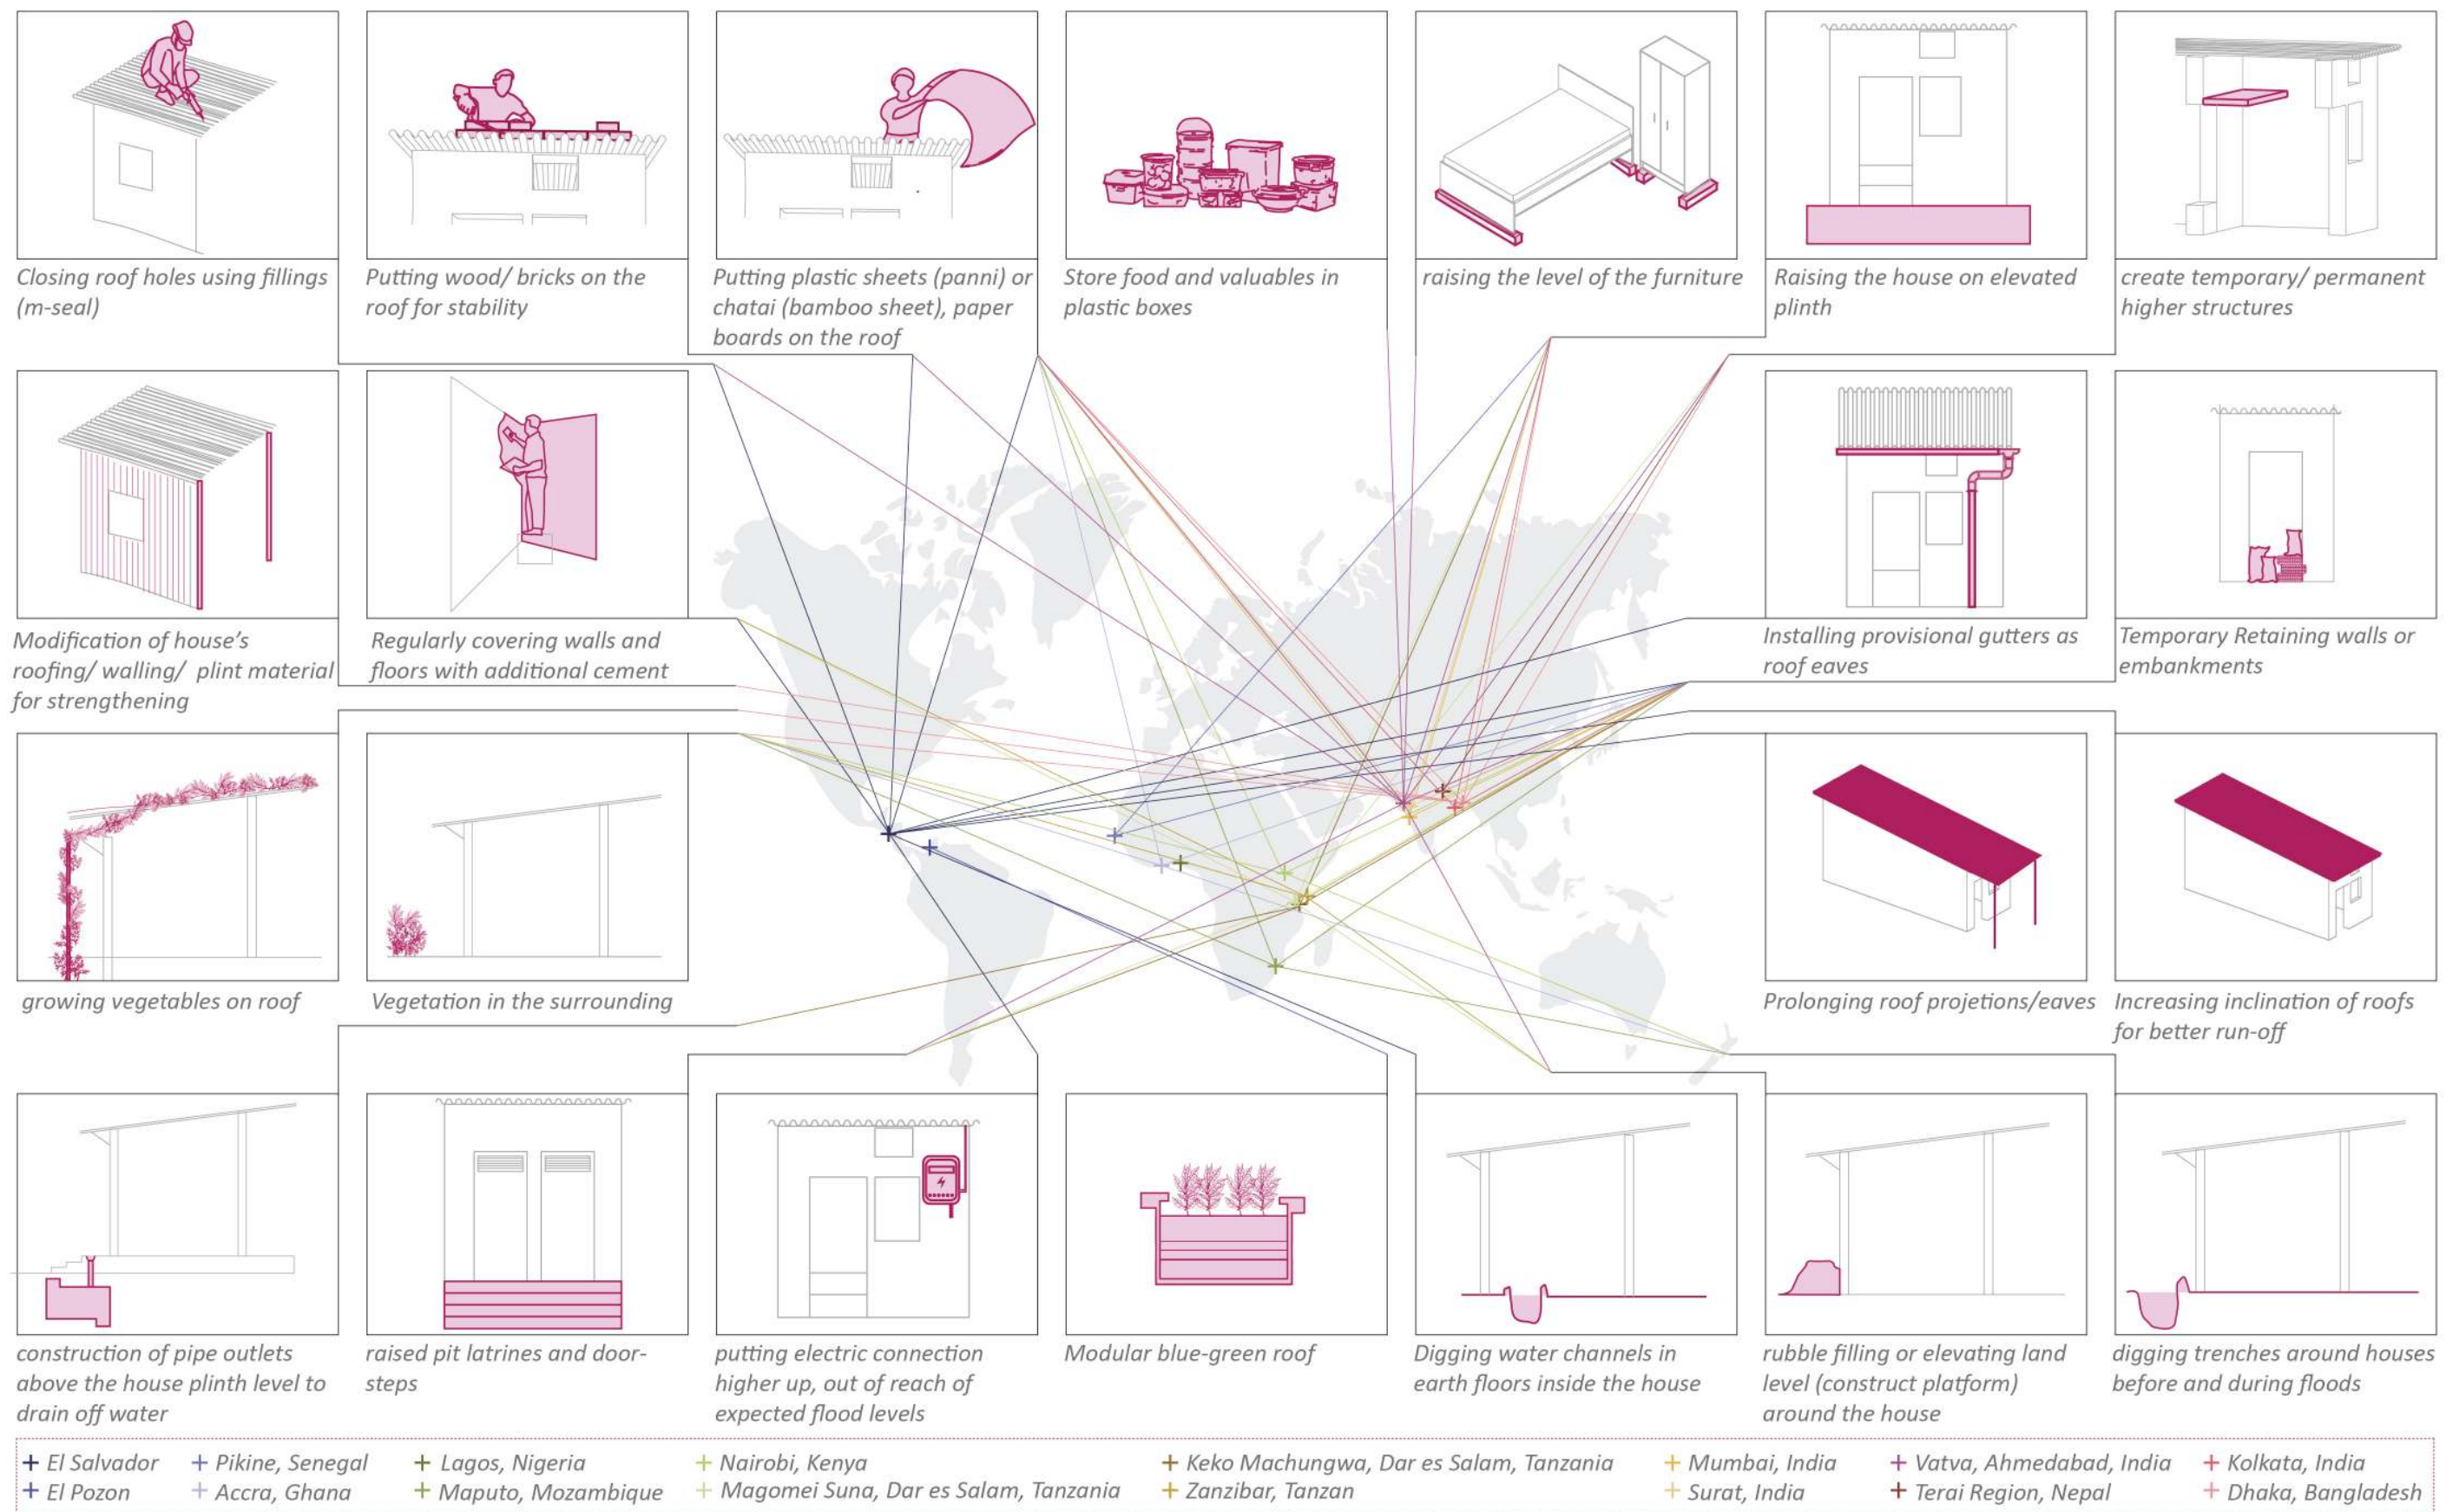 Closing roof holes using fillings
(m-seal)
Putting wood/ bricks on the
roof for stability
Putting plastic sheets (panni) or
chatai (bamboo sheet), paper
boards on the roof
Store food and valuables in
plastic boxes
raising the level of the furniture
Raising the house on elevated
plinth
create temporary/ permanent
higher structures
Modification of house's
roofing/ walling/ plint material
for strengthening
Regularly covering walls and
floors with additional cement
Installing provisional gutters as
roof eaves
Temporary Retaining walls or
embankments
growing vegetables on roof
Vegetation in the surrounding
Prolonging roof projetions/eaves
Increasing inclination of roofs
for better run-off
construction of pipe outlets
above the house plinth level to
drain off water
raised pit latrines and door-
steps
putting electric connection
higher up, out of reach of
expected flood levels
Modular blue-green roof
Digging water channels in
earth floors inside the house
rubble filling or elevating land
level (construct platform)
around the house
digging trenches around houses
before and during floods
El Salvador
El Pozon
Pikine, Senegal
Accra, Ghana
Lagos, Nigeria
Maputo, Mozambique
Nairobi, Kenya
Magomei Suna, Dar es Salam, Tanzania
Keko Machungwa, Dar es Salam, Tanzania
Zanzibar, Tanzan
Mumbai, India
Surat, India
Vatva, Ahmedabad, India
Terai Region, Nepal
Kolkata, India
Dhaka, Bangladesh